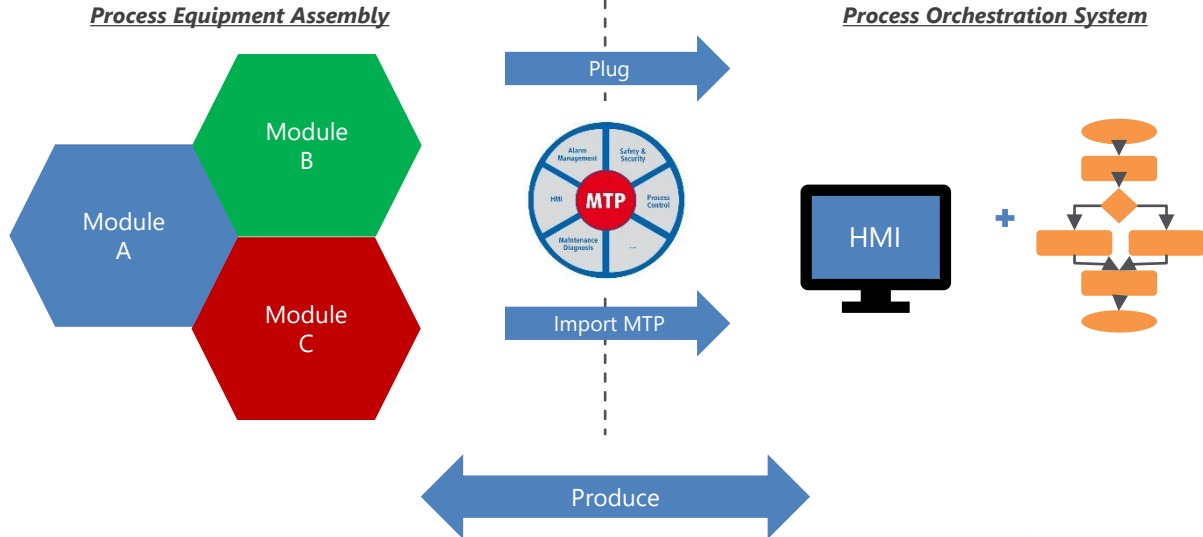 Process Equipment Assembly
Process Orchestration System
Plug
Module
B
Module
A
Module
C
Alarm
Management
Safety &
Security
HMI
MTP
Process
Control
Maintenance
Diagnosis
...
HMI
Import MTP
Produce